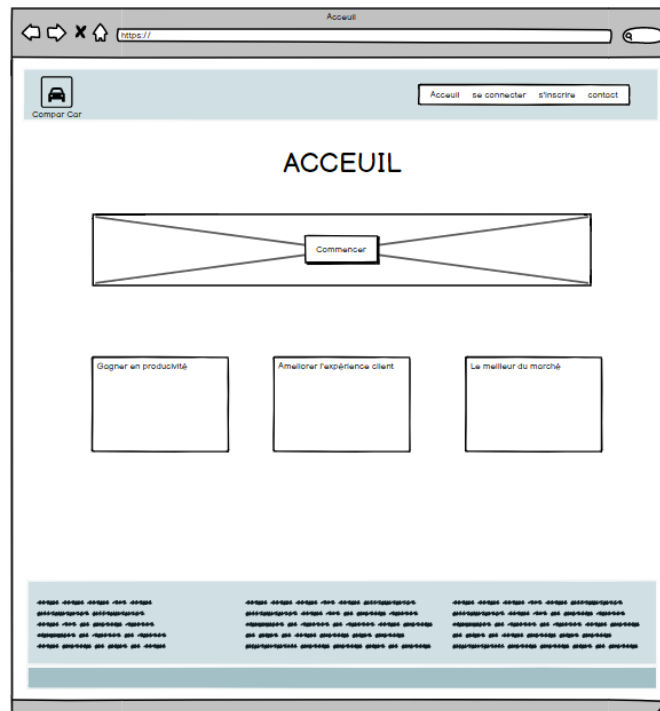 Acceuil
https://
Compar Car
Acceuil se connecter s'inscrire contact
ACCEUIL
Commencer
Gagner en producivité
Ameliorer l'expérience client
Le meilleur du marché